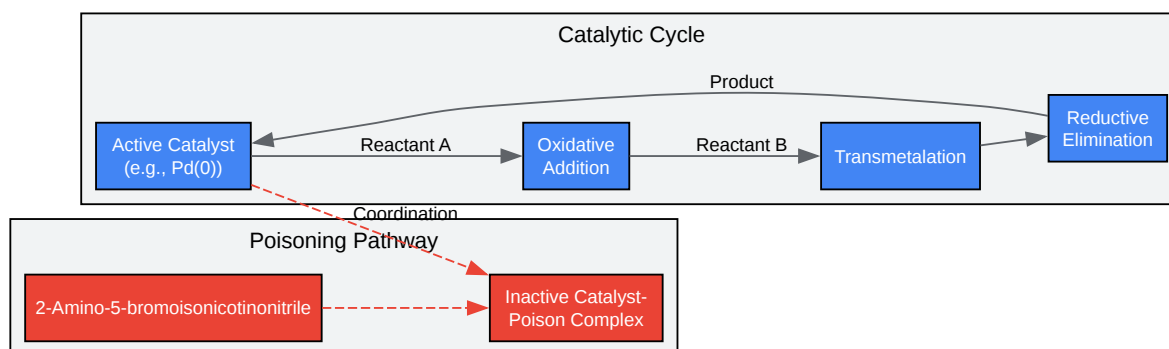 Catalytic Cycle
Product
Active Catalyst
(e.g., Pd(0))
Reactant A
Oxidative
Addition
Reactant B
Transmetalation
Reductive
Elimination
Coordination
Poisoning Pathway
2-Amino-5-bromoisonicotinonitrile
Inactive Catalyst-
Poison Complex